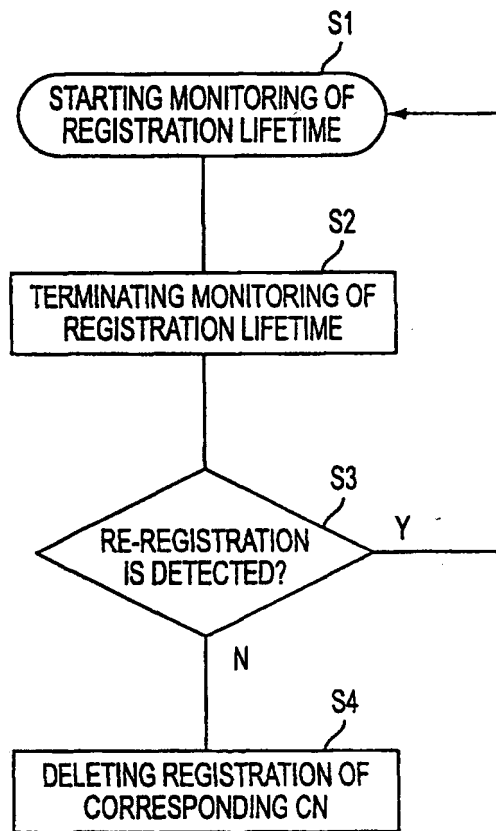 S1
STARTING MONITORING OF
REGISTRATION LIFETIME
S2
TERMINATING MONITORING OF
REGISTRATION LIFETIME
S3
RE-REGISTRATION
IS DETECTED?
Y
N
S4
DELETING REGISTRATION OF
CORRESPONDING CN